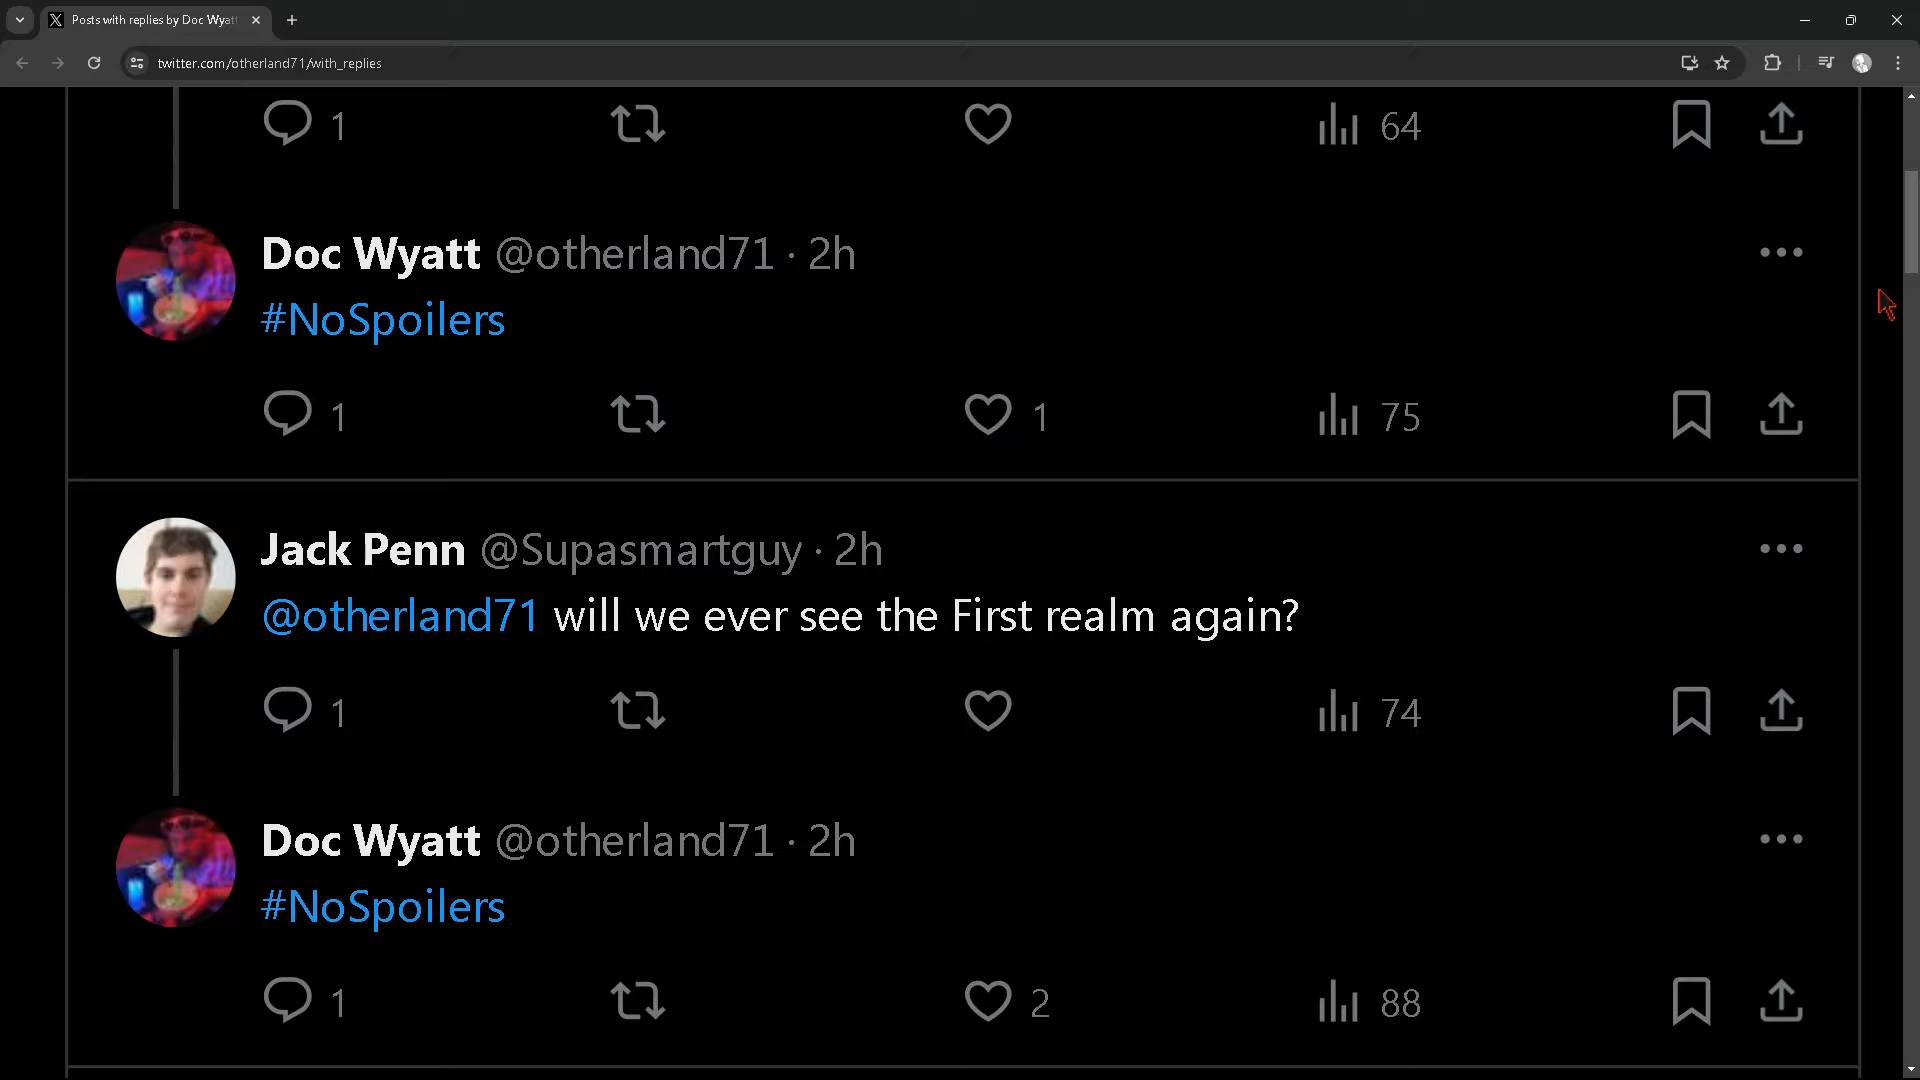 Posts with replies by Doc Wyatt
twitter.com/otherland71/with_replies
1 64
Doc Wyatt @otherland71 · 2h
#NoSpoilers
1 1 75
Jack Penn @Supasmartguy · 2h
@otherland71 will we ever see the First realm again?
1 74
Doc Wyatt @otherland71 · 2h
#NoSpoilers
1 2 88